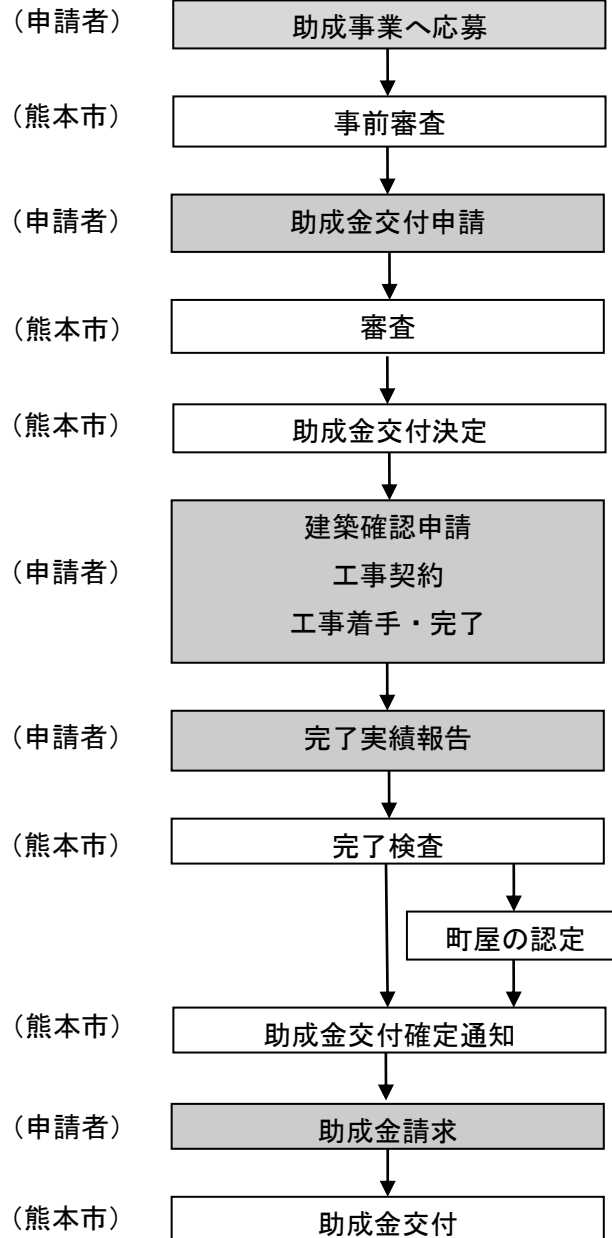 （申請者） 助成事業へ応募
（熊本市） 事前審査
（申請者） 助成金交付申請
（熊本市） 審査
（熊本市） 助成金交付決定
建築確認申請
（申請者） 工事契約
工事着手・完了
（申請者） 完了実績報告
（熊本市） 完了検査
町屋の認定
（熊本市） 助成金交付確定通知
（申請者） 助成金請求
（熊本市） 助成金交付